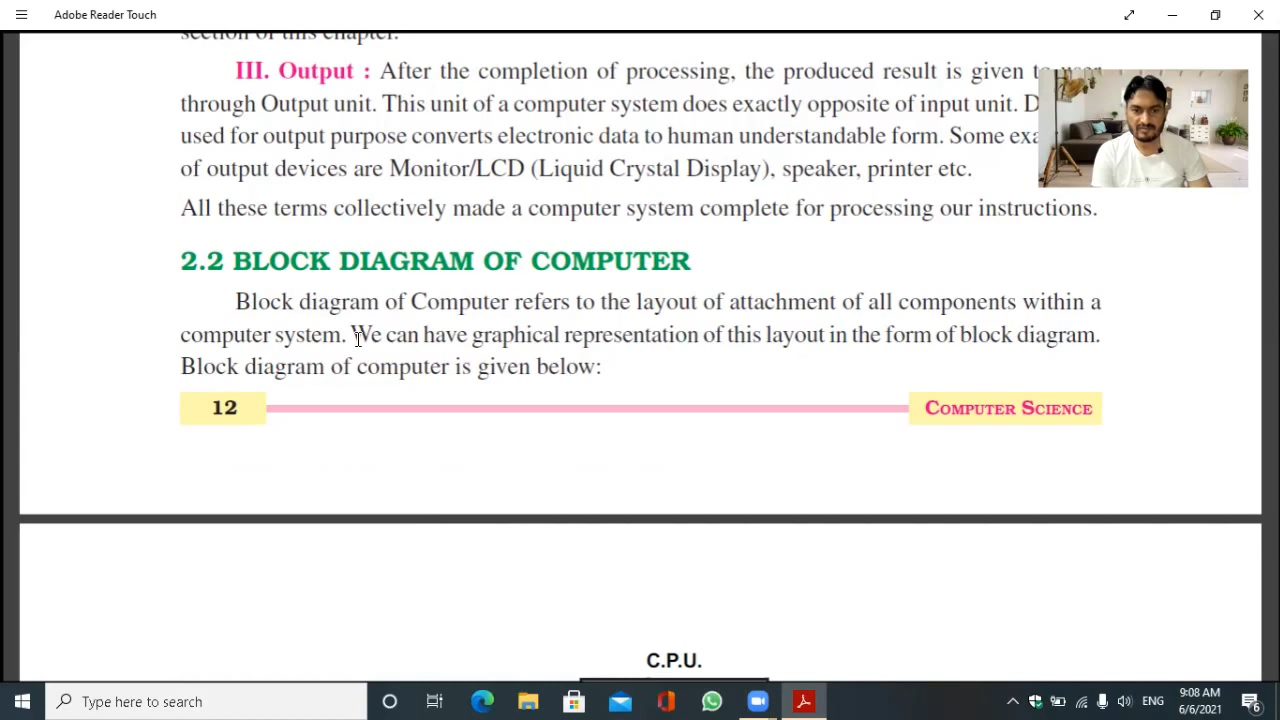 Adobe Reader Touch
section of this chapter.
III. Output : After the completion of processing, the produced result is given to user
through Output unit. This unit of a computer system does exactly opposite of input unit. D
used for output purpose converts electronic data to human understandable form. Some exa
of output devices are Monitor/LCD (Liquid Crystal Display), speaker, printer etc.
All these terms collectively made a computer system complete for processing our instructions.
2.2 BLOCK DIAGRAM OF COMPUTER
Block diagram of Computer refers to the layout of attachment of all components within a
computer system. We can have graphical representation of this layout in the form of block diagram.
Block diagram of computer is given below:
12
COMPUTER SCIENCE
C.P.U.
Type here to search
ENG
9:08 AM
6/6/2021
6